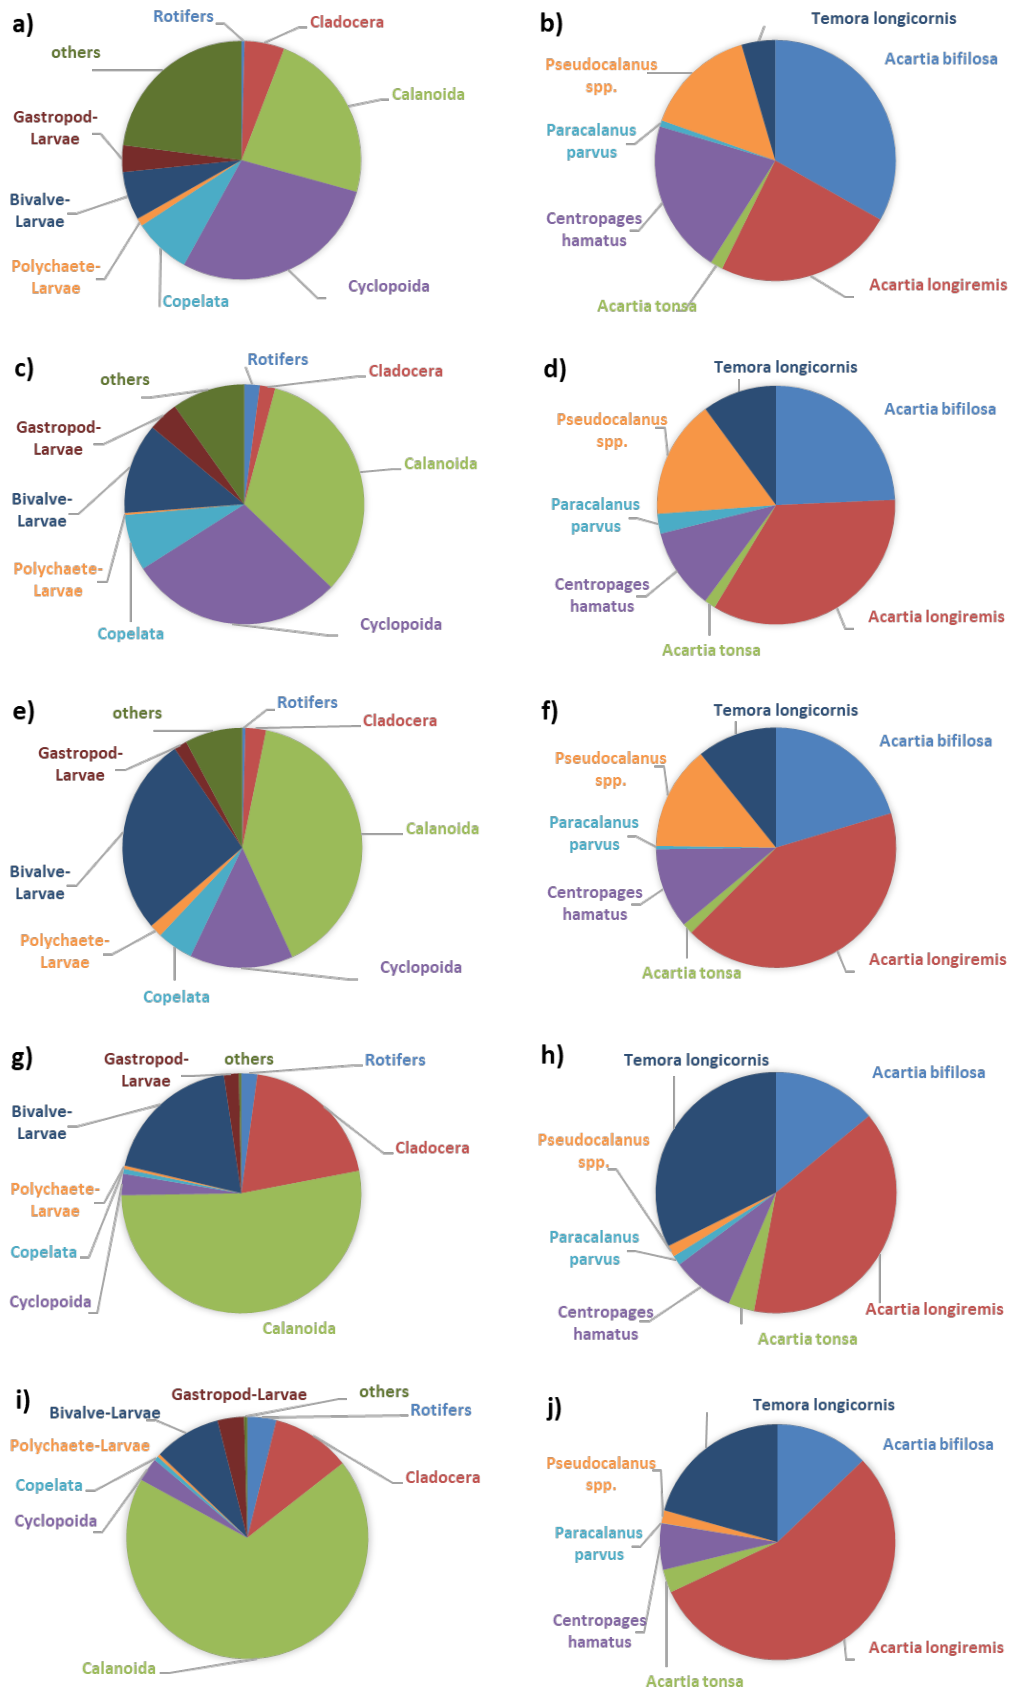 a)
Rotifers
Cladocera
others
Calanoida
Gastropod-
Larvae
Bivalve-
Larvae
Polychaete-
Larvae
Copelata
Cyclopoida
b)
Temora longicornis
Acartia bifilosa
Pseudocalanus
spp.
Paracalanus
parvus
Centropages
hamatus
Acartia tonsa
Acartia longiremis
c)
Rotifers
Cladocera
others
Gastropod-
Larvae
Calanoida
Bivalve-
Larvae
Polychaete-
Larvae
Copelata
Cyclopoida
d)
Temora longicornis
Acartia bifilosa
Pseudocalanus
spp.
Paracalanus
parvus
Centropages
hamatus
Acartia longiremis
Acartia tonsa
e)
Rotifers
Cladocera
others
Gastropod-
Larvae
Calanoida
Bivalve-
Larvae
Polychaete-
Larvae
Copelata
Cyclopoida
f)
Temora longicornis
Acartia bifilosa
Pseudocalanus
spp.
Paracalanus
parvus
Centropages
hamatus
Acartia longiremis
Acartia tonsa
g)
Gastropod-
Larvae
others
Rotifers
Bivalve-
Larvae
Cladocera
Polychaete-
Larvae
Copelata
Cyclopoida
Calanoida
h)
Temora longicornis
Acartia bifilosa
Pseudocalanus
spp.
Paracalanus
parvus
Centropages
hamatus
Acartia longiremis
Acartia tonsa
i)
Gastropod-Larvae
others
Rotifers
Bivalve-Larvae
Polychaete-Larvae
Copelata
Cladocera
Cyclopoida
Calanoida
j)
Temora longicornis
Acartia bifilosa
Pseudocalanus
spp.
Paracalanus
parvus
Centropages
hamatus
Acartia longiremis
Acartia tonsa